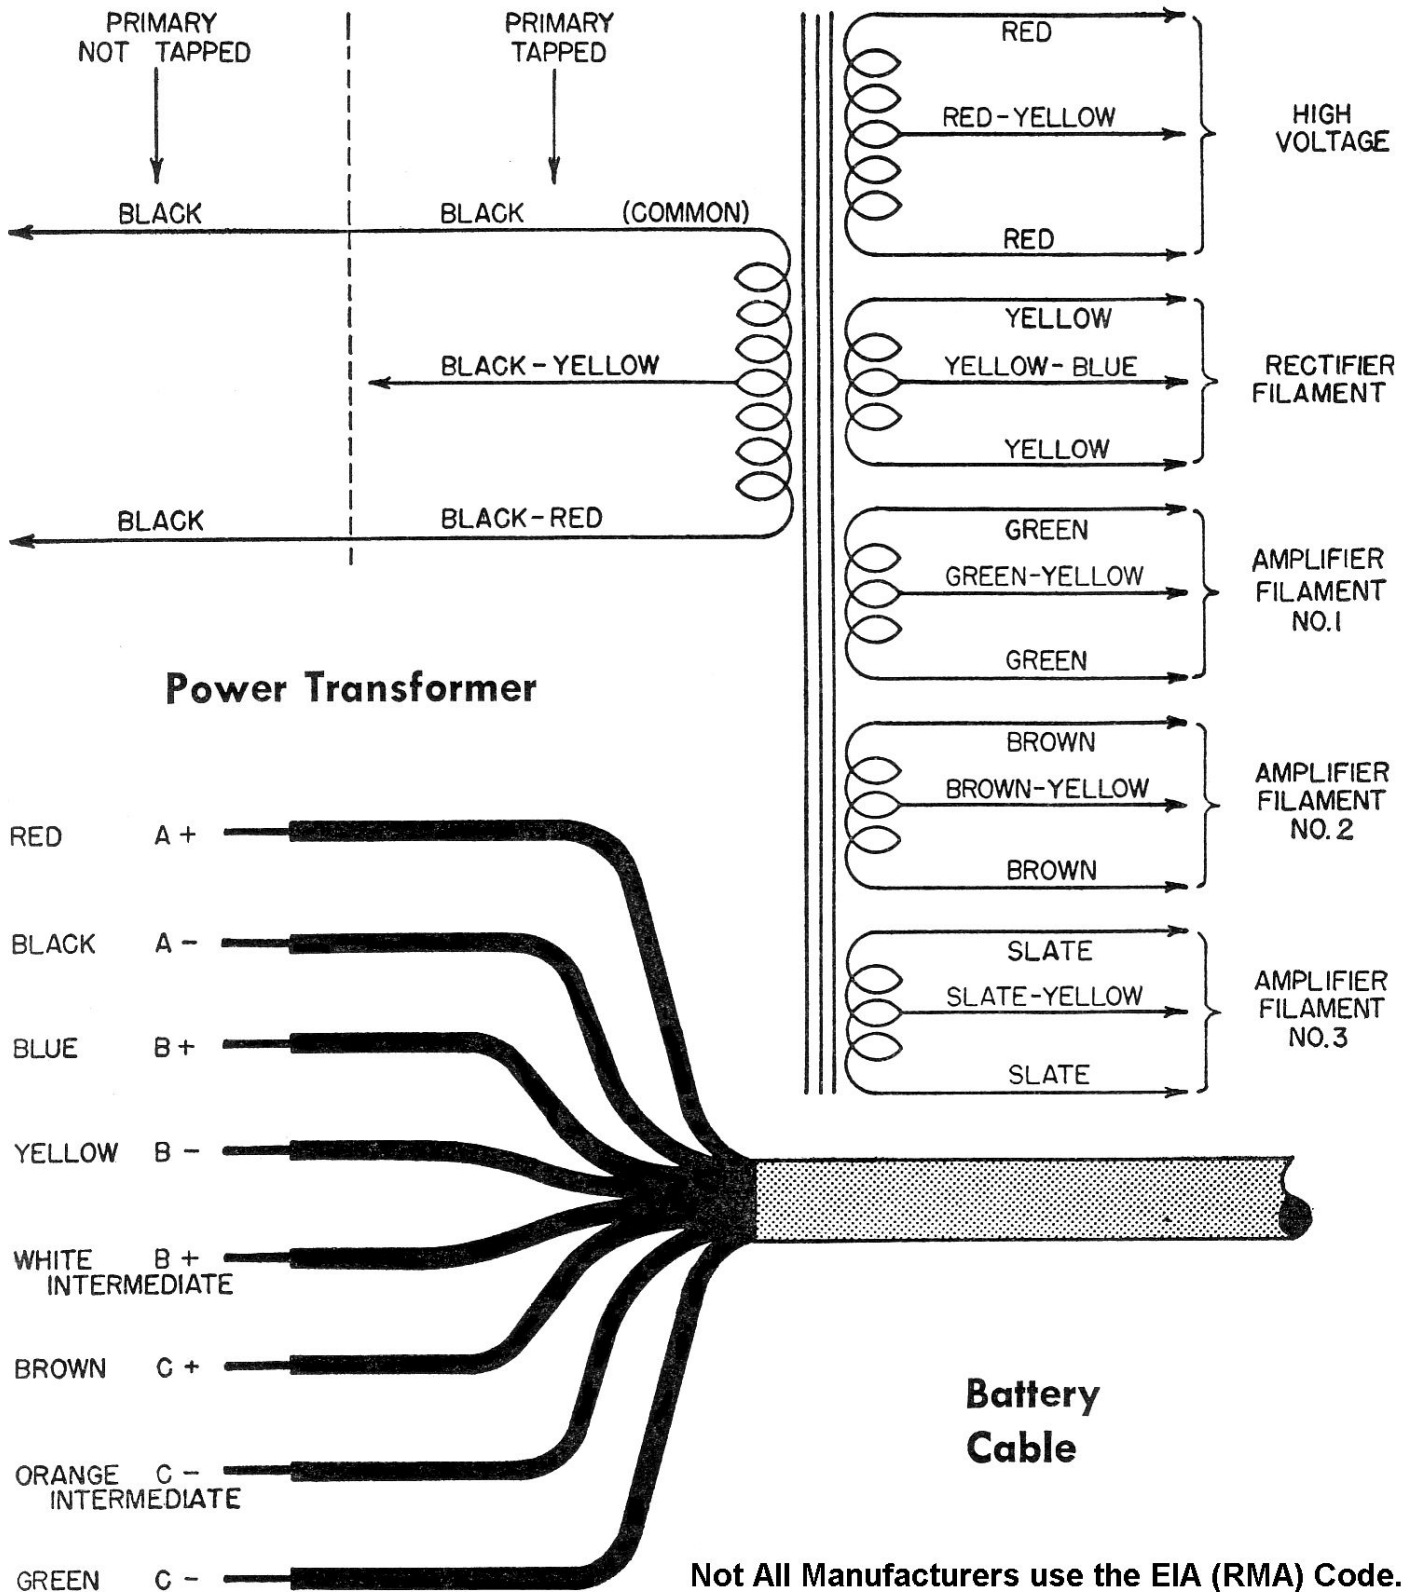 PRIMARY
NOT TAPPED
PRIMARY
TAPPED
BLACK
BLACK (COMMON)
BLACK-YELLOW
BLACK
BLACK-RED
RED
RED-YELLOW
RED
HIGH
VOLTAGE
YELLOW
YELLOW-BLUE
YELLOW
RECTIFIER
FILAMENT
GREEN
GREEN-YELLOW
GREEN
AMPLIFIER
FILAMENT
NO.1
BROWN
BROWN-YELLOW
BROWN
AMPLIFIER
FILAMENT
NO.2
SLATE
SLATE-YELLOW
SLATE
AMPLIFIER
FILAMENT
NO.3
Power Transformer
RED A+
BLACK A-
BLUE B+
YELLOW B-
WHITE B+
INTERMEDIATE
BROWN C+
ORANGE C-
INTERMEDIATE
GREEN C-
Battery
Cable
Not All Manufacturers use the EIA (RMA) Code.